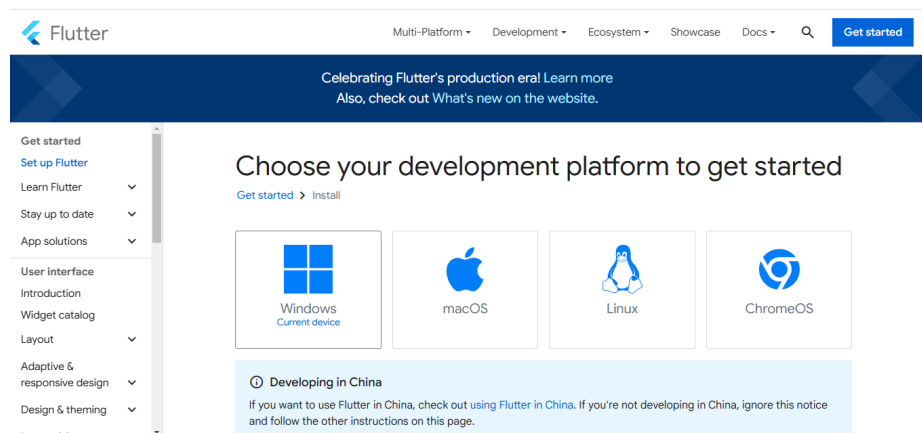 Flutter
Multi-Platform
Development
Ecosystem
Showcase
Docs
Get started
Celebrating Flutter's production era! Learn more
Also, check out What's new on the website.
Get started
Set up Flutter
Learn Flutter
Stay up to date
App solutions
User interface
Introduction
Widget catalog
Layout
Adaptive &
responsive design
Design & theming
Choose your development platform to get started
Get started > Install
Windows
Current device
macOS
Linux
ChromeOS
Developing in China
If you want to use Flutter in China, check out using Flutter in China. If you're not developing in China, ignore this notice
and follow the other instructions on this page.